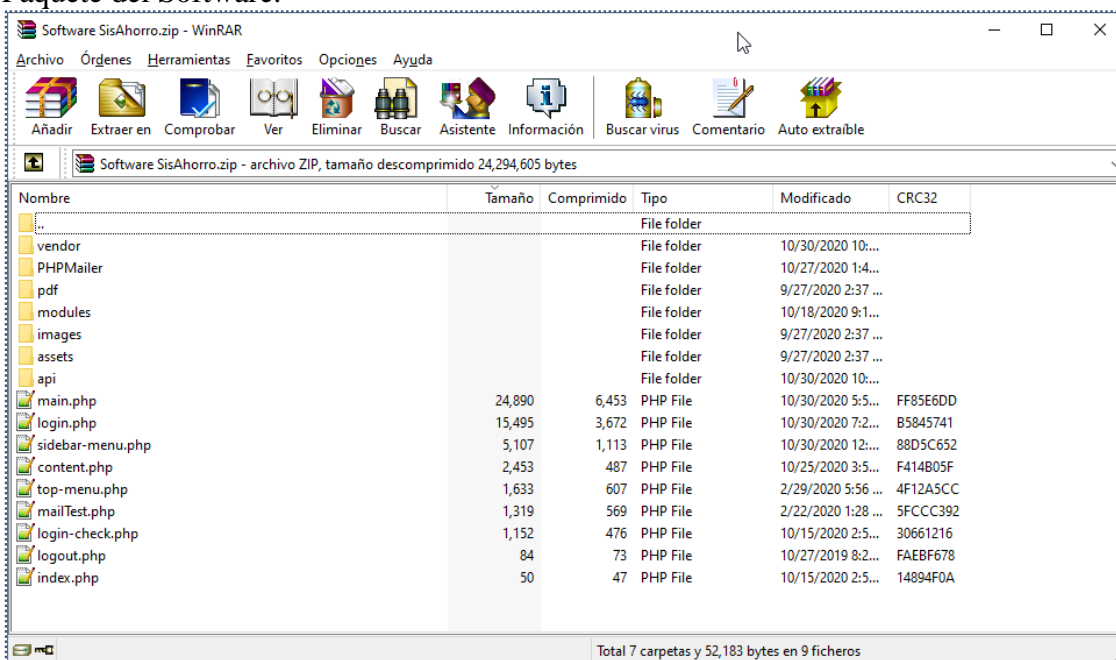 Paquete del Software:
Software SisAhorro.zip - WinRAR
Archivo Órdenes Herramientas Favoritos Opciones Ayuda
Añadir Extraer en Comprobar Ver Eliminar Buscar Asistente Información Buscar virus Comentario Auto extraíble
Software SisAhorro.zip - archivo ZIP, tamaño descomprimido 24,294,605 bytes
Nombre Tamaño Comprimido Tipo Modificado CRC32
.. File folder
vendor File folder 10/30/2020 10:...
PHPMailer File folder 10/27/2020 1:4...
pdf File folder 9/27/2020 2:37 ...
modules File folder 10/18/2020 9:1...
images File folder 9/27/2020 2:37 ...
assets File folder 9/27/2020 2:37 ...
api File folder 10/30/2020 10:...
main.php 24,890 6,453 PHP File 10/30/2020 5:5... FF85E6DD
login.php 15,495 3,672 PHP File 10/30/2020 7:2... B5845741
sidebar-menu.php 5,107 1,113 PHP File 10/30/2020 12:... 88D5C652
content.php 2,453 487 PHP File 10/25/2020 3:5... F414B05F
top-menu.php 1,633 607 PHP File 2/29/2020 5:56 ... 4F12A5CC
mailTest.php 1,319 569 PHP File 2/22/2020 1:28 ... 5FCCC392
login-check.php 1,152 476 PHP File 10/15/2020 2:5... 30661216
logout.php 84 73 PHP File 10/27/2019 8:2... FAEBF678
index.php 50 47 PHP File 10/15/2020 2:5... 14894F0A
Total 7 carpetas y 52,183 bytes en 9 ficheros